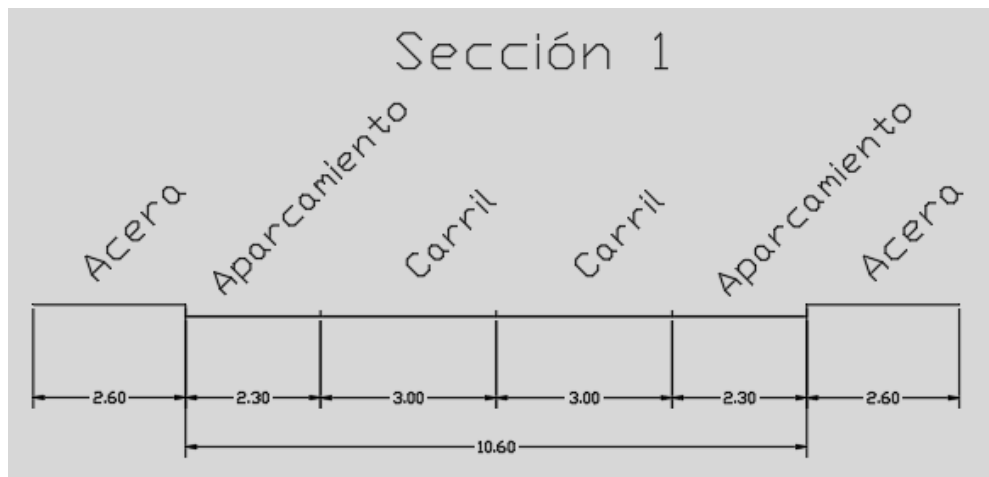 Sección 1
Acera
Aparcamiento
Carril
Carril
Aparcamiento
Acera
2.60 2.30 3.00 3.00 2.30 2.60
10.60